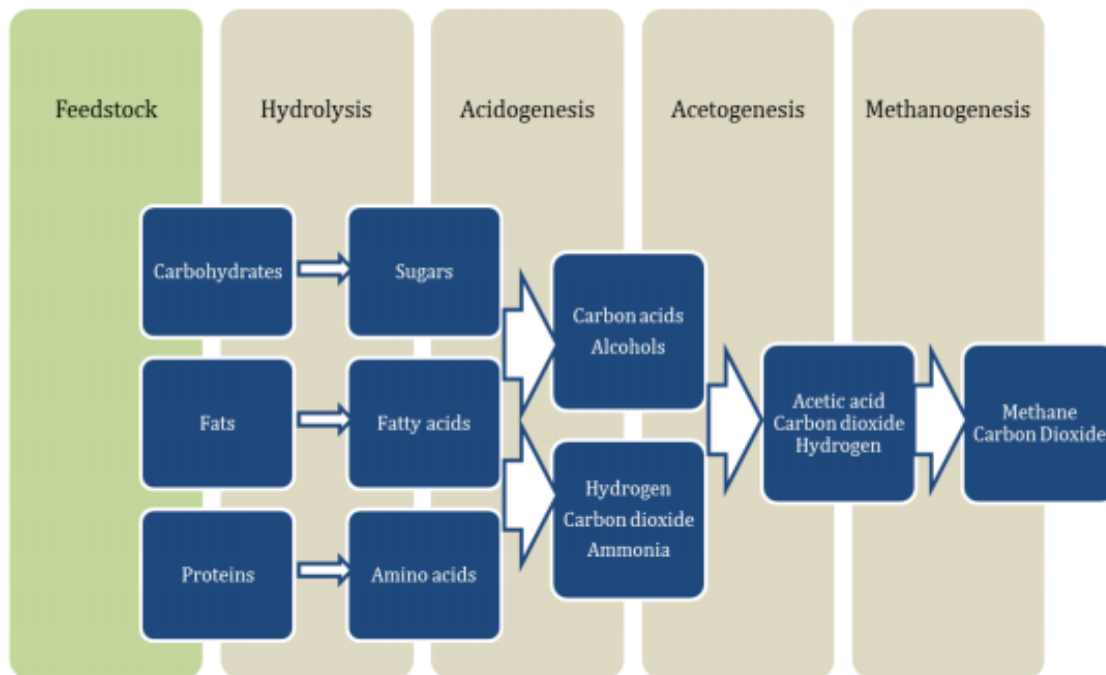 Feedstock
Hydrolysis
Acidogenesis
Acetogenesis
Methanogenesis
Carbohydrates
Sugars
Carbon acids
Alcohols
Fats
Fatty acids
Acetic acid
Carbon dioxide
Hydrogen
Methane
Carbon Dioxide
Hydrogen
Carbon dioxide
Ammonia
Proteins
Amino acids